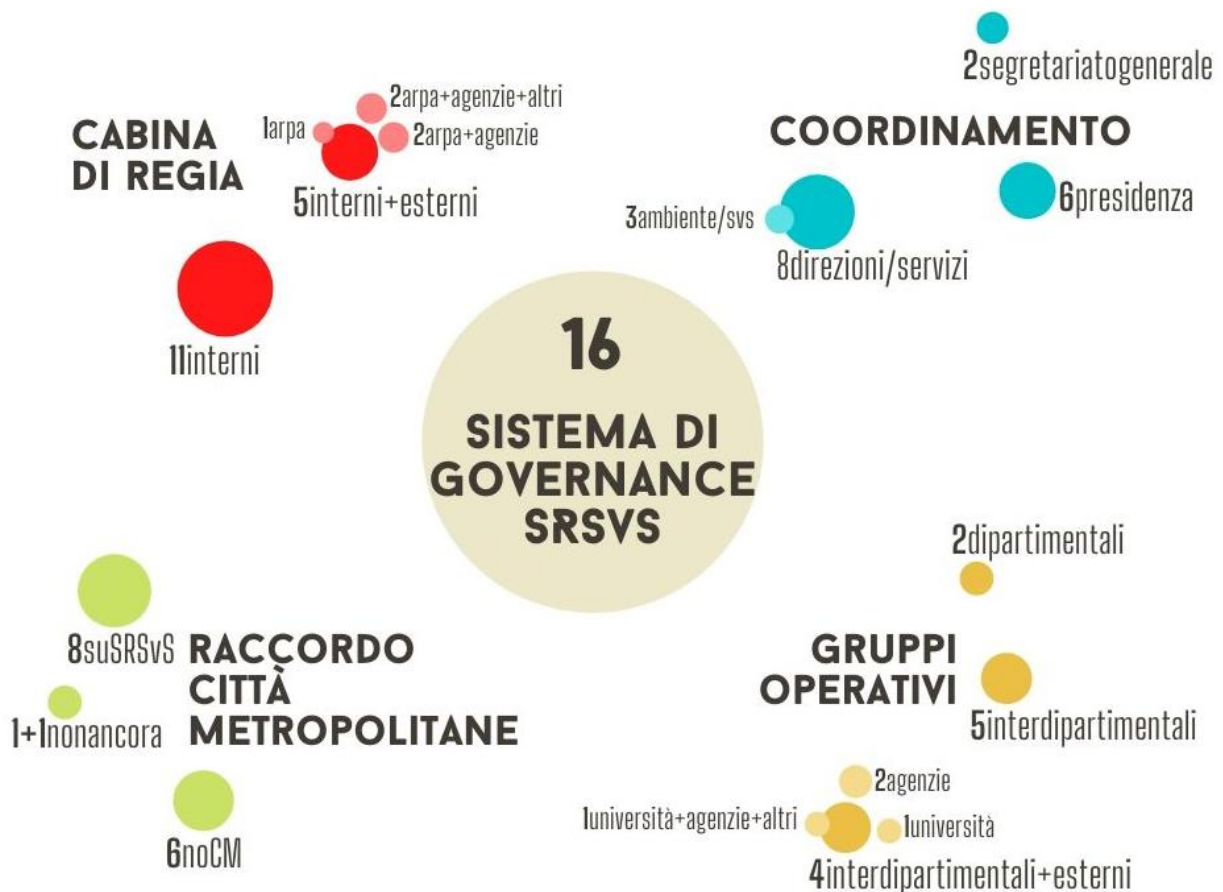 CABINA
DI REGIA
1arpa
2arpa+agenzie+altri
2arpa+agenzie
5interni+esterni
11interni
COORDINAMENTO
2segretariatogenerale
6presidenza
3ambiente/svs
8direzioni/servizi
16
SISTEMA DI
GOVERNANCE
SRSVS
8suSRSvS
RACCORDO
CITTÀ
METROPOLITANE
1+1nonancora
6noCM
GRUPPI
OPERATIVI
2dipartimentali
5interdipartimentali
2agenzie
1università+agenzie+altri
1università
4interdipartimentali+esterni